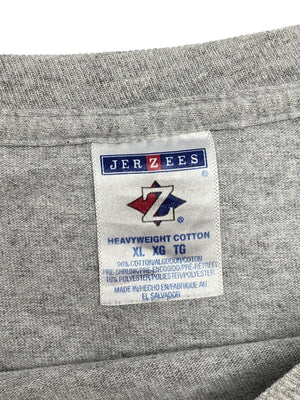 JERZEES
®
Z
®
HEAVYWEIGHT COTTON
XL XG TG
90% COTTON/ALGODON/COTON
PRE-SHRUNK/PRE-ENCOGIDO/PRE-RETRECI
10% POLYESTER/POLIESTER/POLYESTER
MADE IN/HECHO EN/FABRIQUE AU
EL SALVADOR